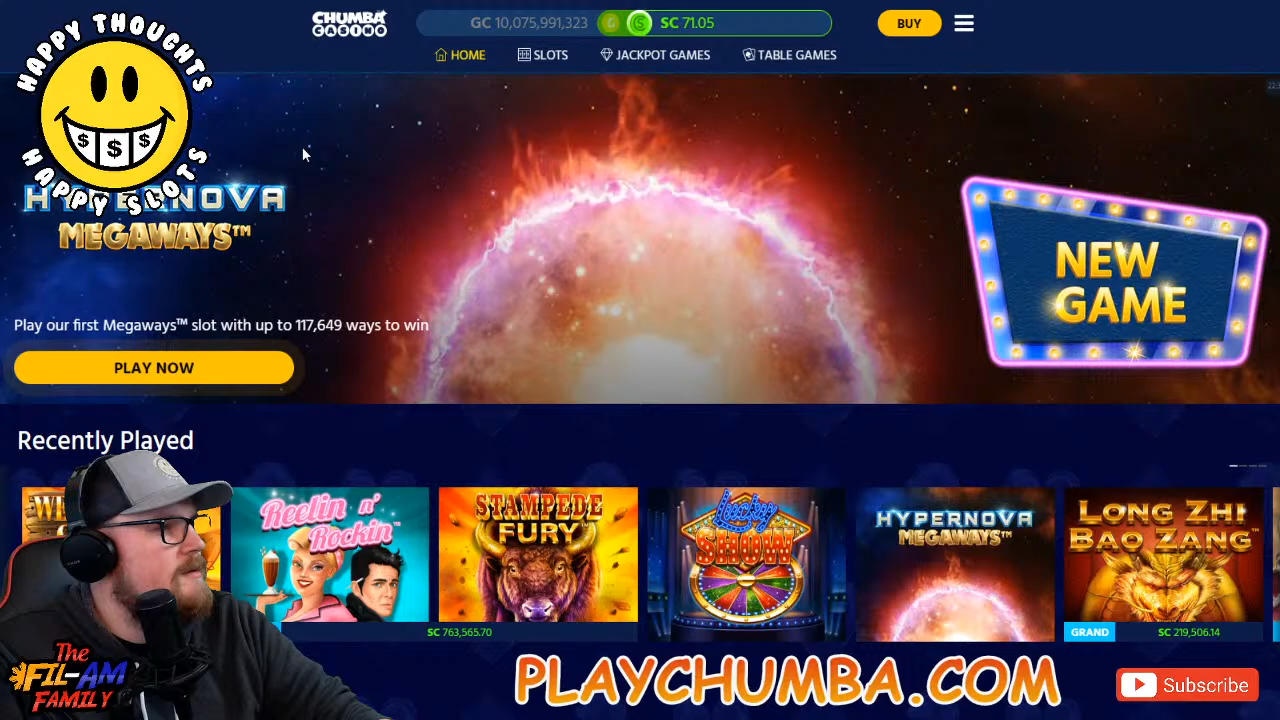 HAPPY THOUGHTS
HAPPY SLOTS
CHUMBA
CASINO
GC 10,075,991,323
SC 71.05
BUY
HOME
SLOTS
JACKPOT GAMES
TABLE GAMES
HYPERNOVA
MEGAWAYS™
Play our first Megaways™ slot with up to 117,649 ways to win
PLAY NOW
NEW
GAME
Recently Played
Reelin n'
Rockin™
STAMPEDE
FURY
Lucky
SHOW
HYPERNOVA
MEGAWAYS™
LONG ZHI
BAO ZANG™
SC 763,565.70
GRAND
SC 219,506.14
The
FIL-AM
FAMILY
PLAYCHUMBA.COM
Subscribe